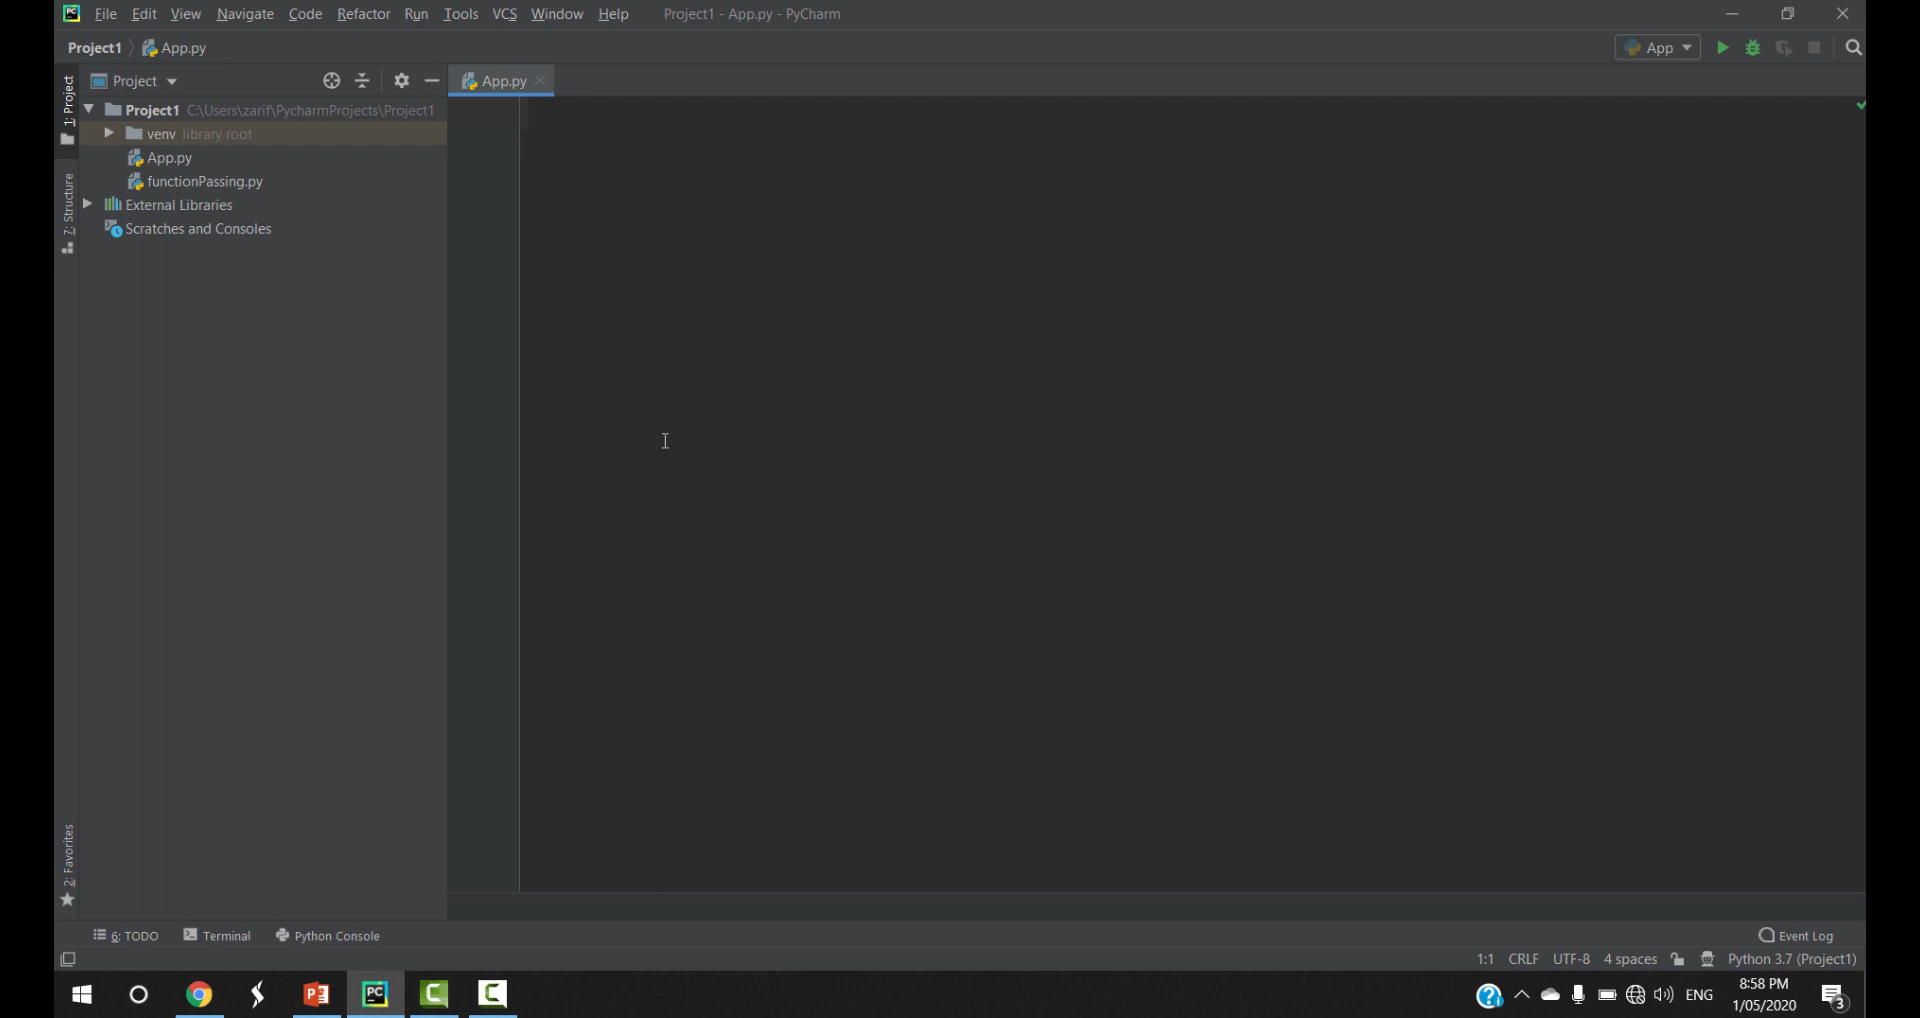 File Edit View Navigate Code Refactor Run Tools VCS Window Help Project1 - App.py - PyCharm
Project1 App.py App
Project App.py
1: Project
Project1 C:\Users\zarif\PycharmProjects\Project1
venv library root
App.py
functionPassing.py
7: Structure
External Libraries
Scratches and Consoles
2: Favorites
6: TODO Terminal Python Console Event Log
1:1 CRLF UTF-8 4 spaces Python 3.7 (Project1)
ENG 8:58 PM
1/05/2020 3